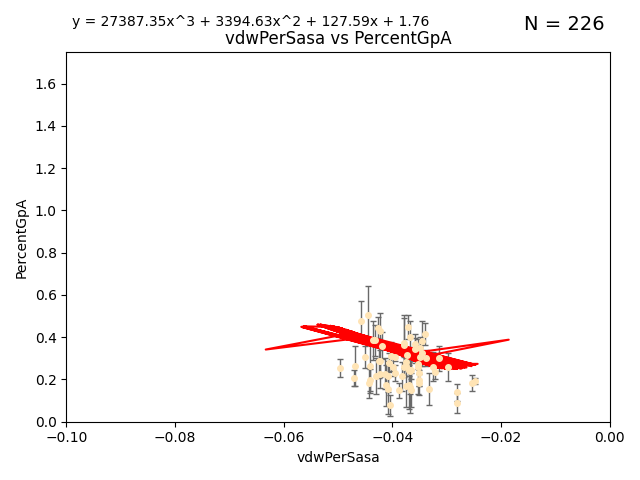 y = 27387.35x^3 + 3394.63x^2 + 127.59x + 1.76
N = 226
vdwPerSasa vs PercentGpA
1.6
1.4
1.2
1.0
0.8
0.6
0.4
0.2
0.0
PercentGpA
−0.10 −0.08 −0.06 −0.04 −0.02 0.00
vdwPerSasa